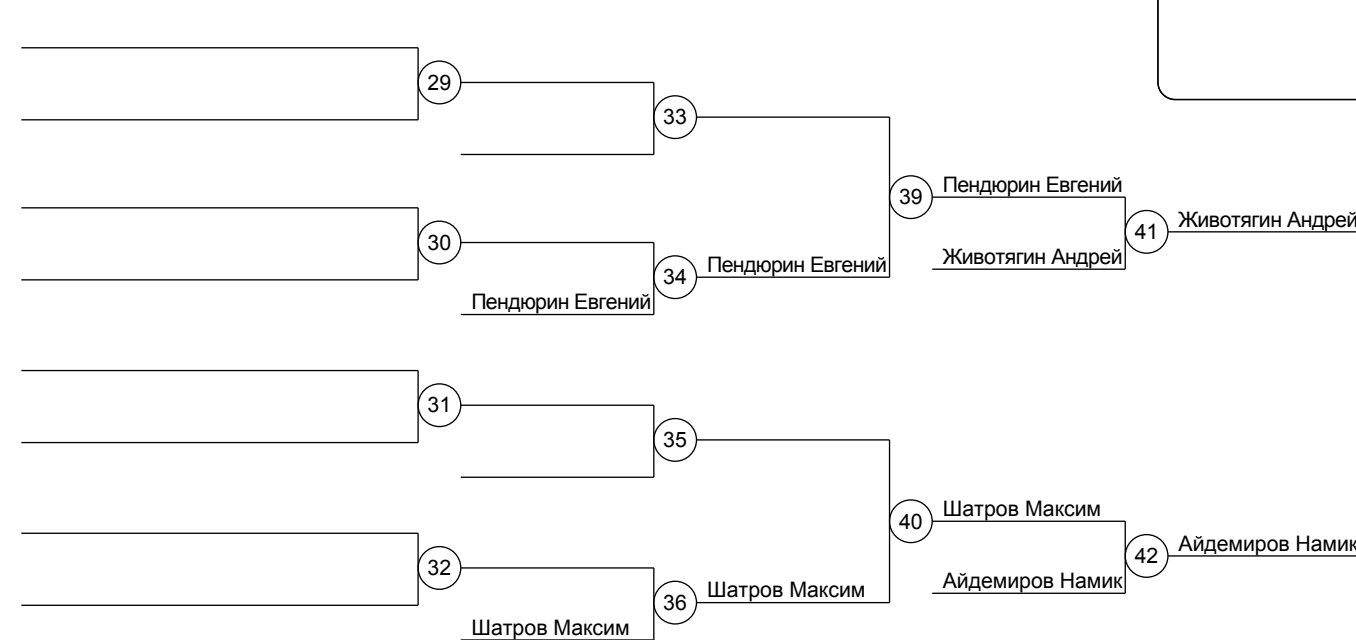 29
33
Пендюрин Евгений
39
Животягин Андрей
41
30
Животягин Андрей
Пендюрин Евгений
34
Пендюрин Евгений
31
35
Шатров Максим
40
Айдемиров Намик
42
32
Айдемиров Намик
Шатров Максим
36
Шатров Максим